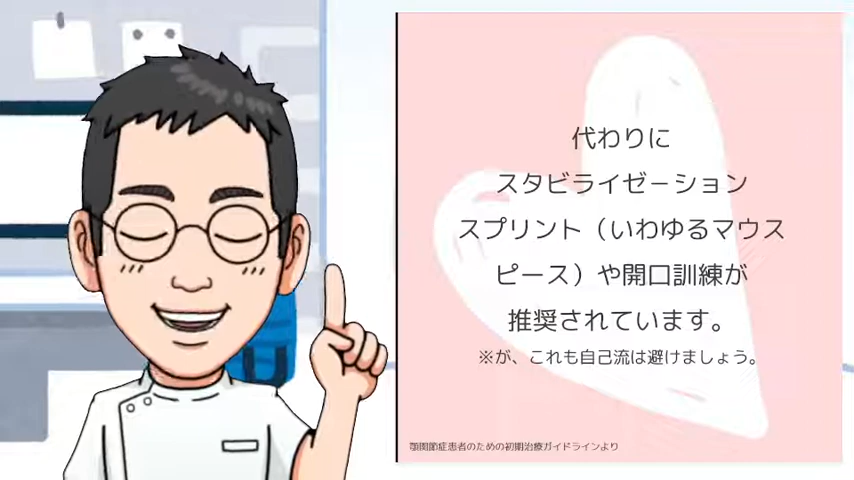 代わりに
スタビライゼーション
スプリント（いわゆるマウス
ピース）や開口訓練が
推奨されています。
※が、これも自己流は避けましょう。
顎関節症患者のための初期治療ガイドラインより